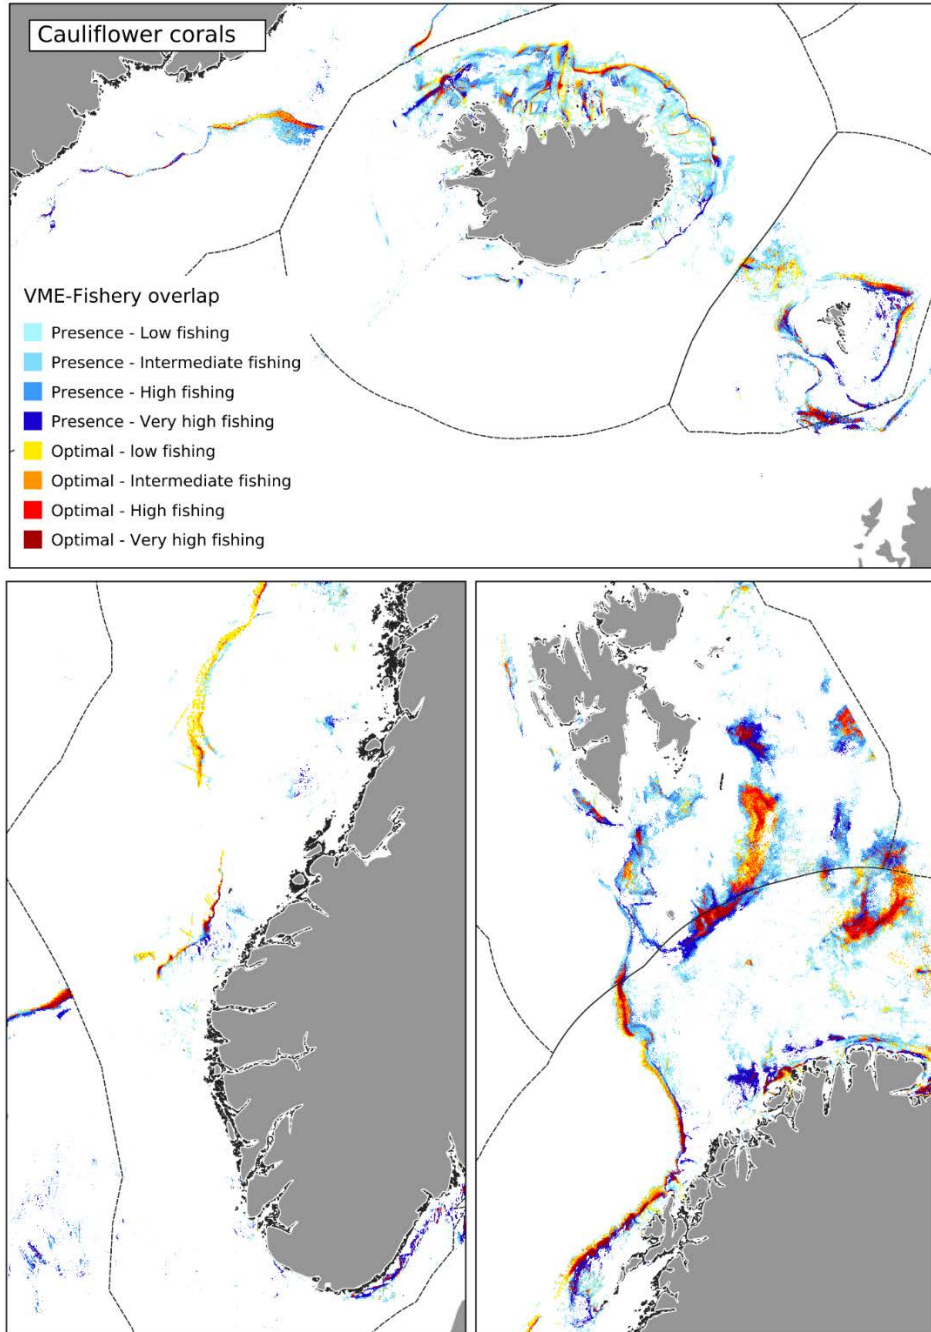 Cauliflower corals
VME-Fishery overlap
Presence - Low fishing
Presence - Intermediate fishing
Presence - High fishing
Presence - Very high fishing
Optimal - low fishing
Optimal - Intermediate fishing
Optimal - High fishing
Optimal - Very high fishing